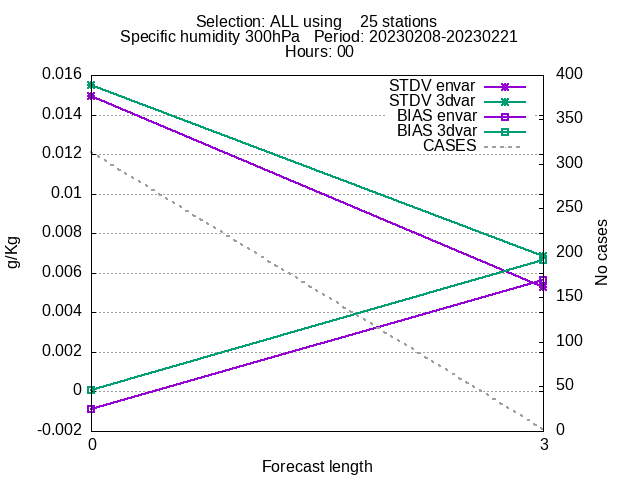 Selection: ALL using    25 stations
Specific humidity 300hPa   Period: 20230208-20230221
Hours: 00
STDV envar
STDV 3dvar
BIAS envar
BIAS 3dvar
CASES
0.016
0.014
0.012
0.01
0.008
0.006
0.004
0.002
0
-0.002
g/Kg
400
350
300
250
200
150
100
50
0
No cases
0
3
Forecast length